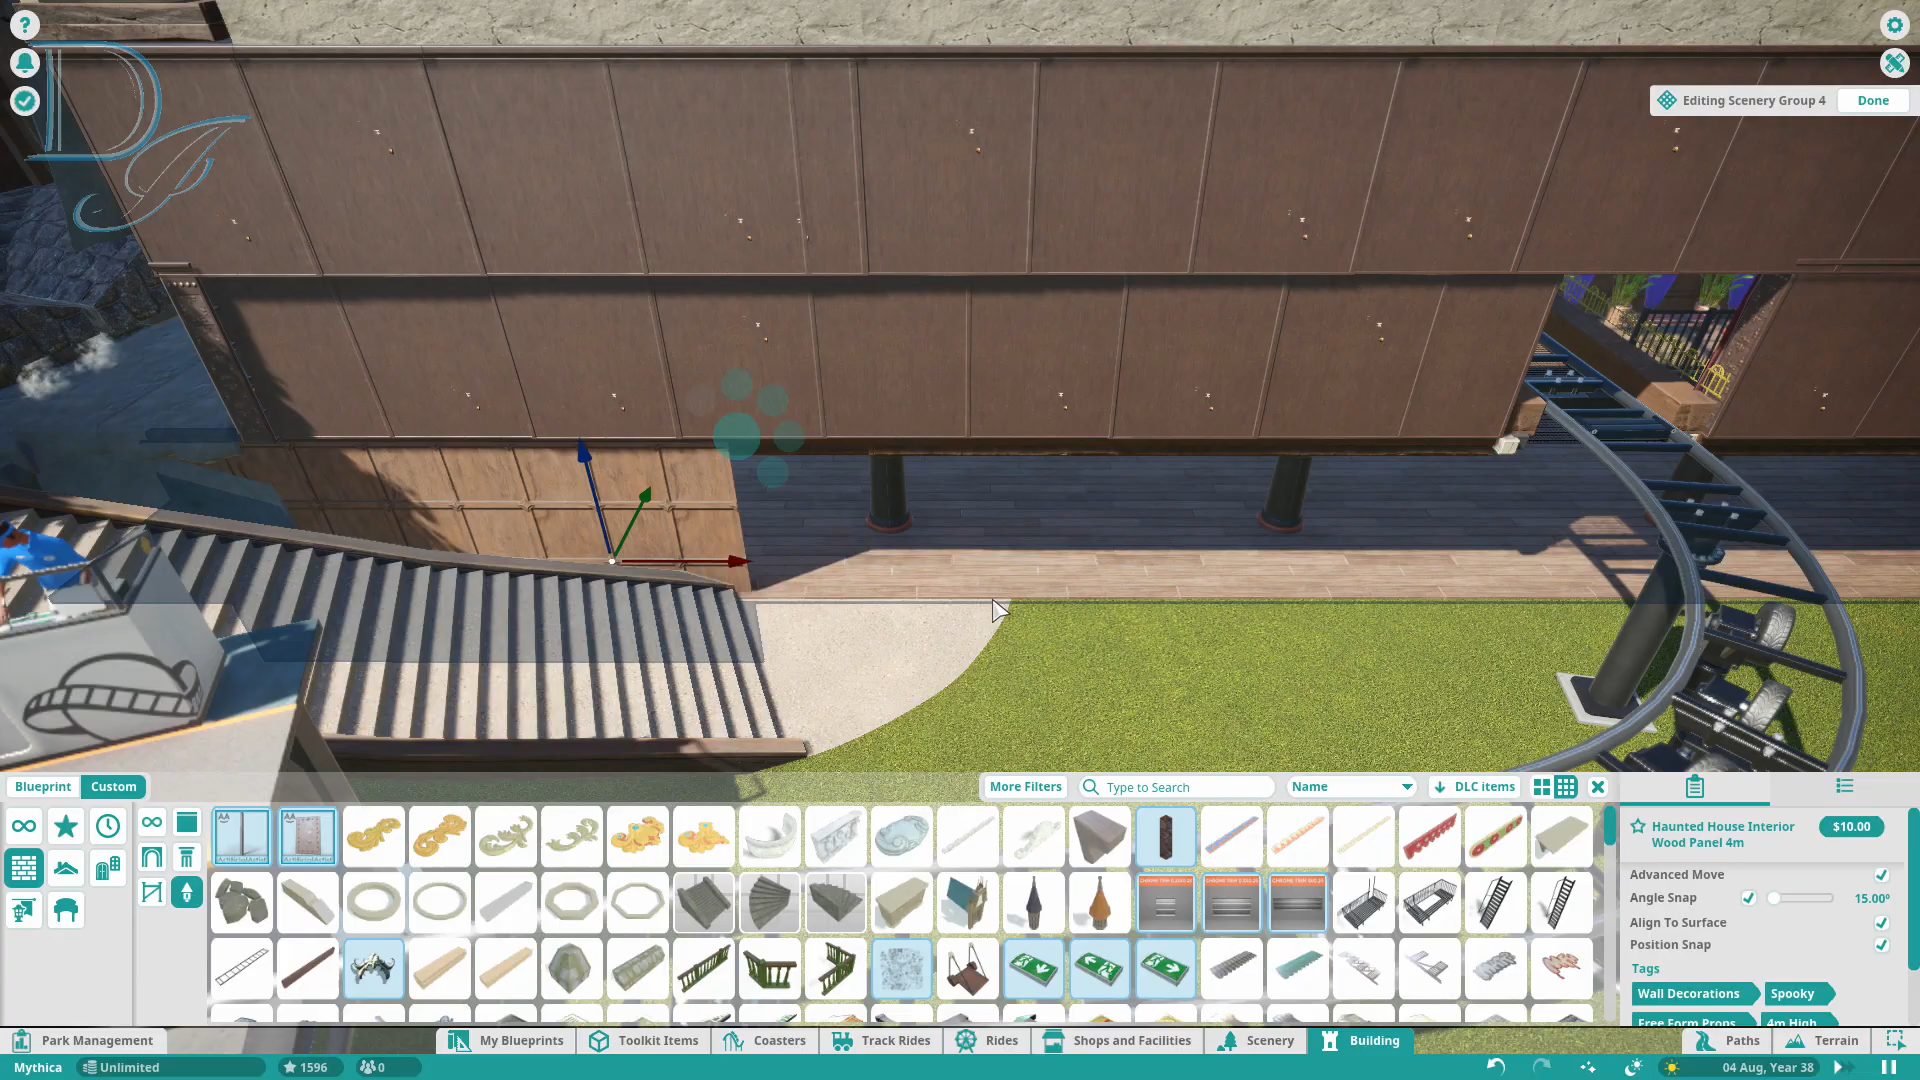 ?
Editing Scenery Group 4
Done
Blueprint
Custom
More Filters
Type to Search
Name
DLC items
Haunted House Interior
Wood Panel 4m
$10.00
Advanced Move
Angle Snap
15.00°
Align To Surface
Position Snap
Tags
Wall Decorations
Spooky
Free Form Props
4m High
Park Management
My Blueprints
Toolkit Items
Coasters
Track Rides
Rides
Shops and Facilities
Scenery
Building
Paths
Terrain
Mythica
Unlimited
1596
0
04 Aug, Year 38